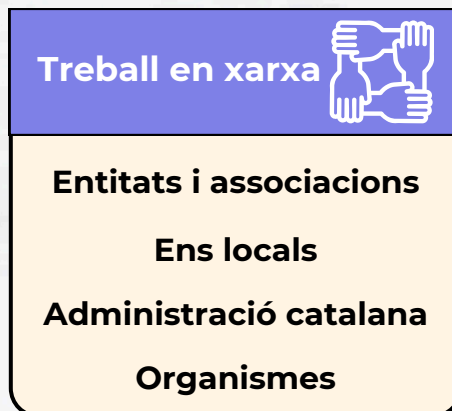 Treball en xarxa
Entitats i associacions
Ens locals
Administració catalana
Organismes